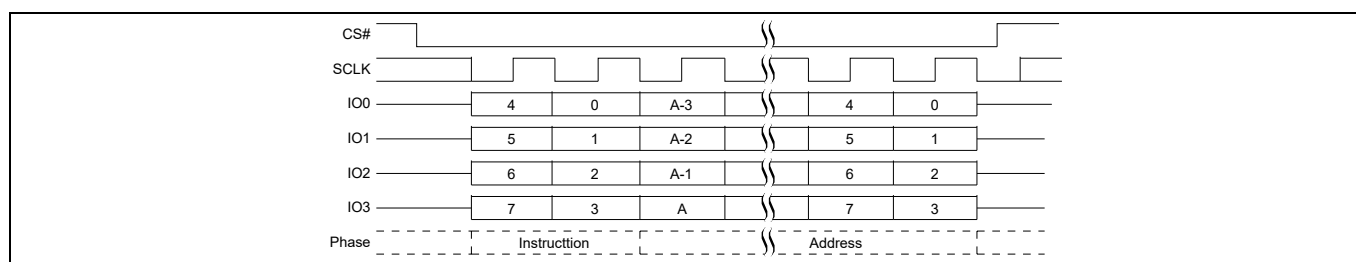 CS#
SCLK
IO0 4 0 A-3 4 0
IO1 5 1 A-2 5 1
IO2 6 2 A-1 6 2
IO3 7 3 A 7 3
Phase Instructtion Address